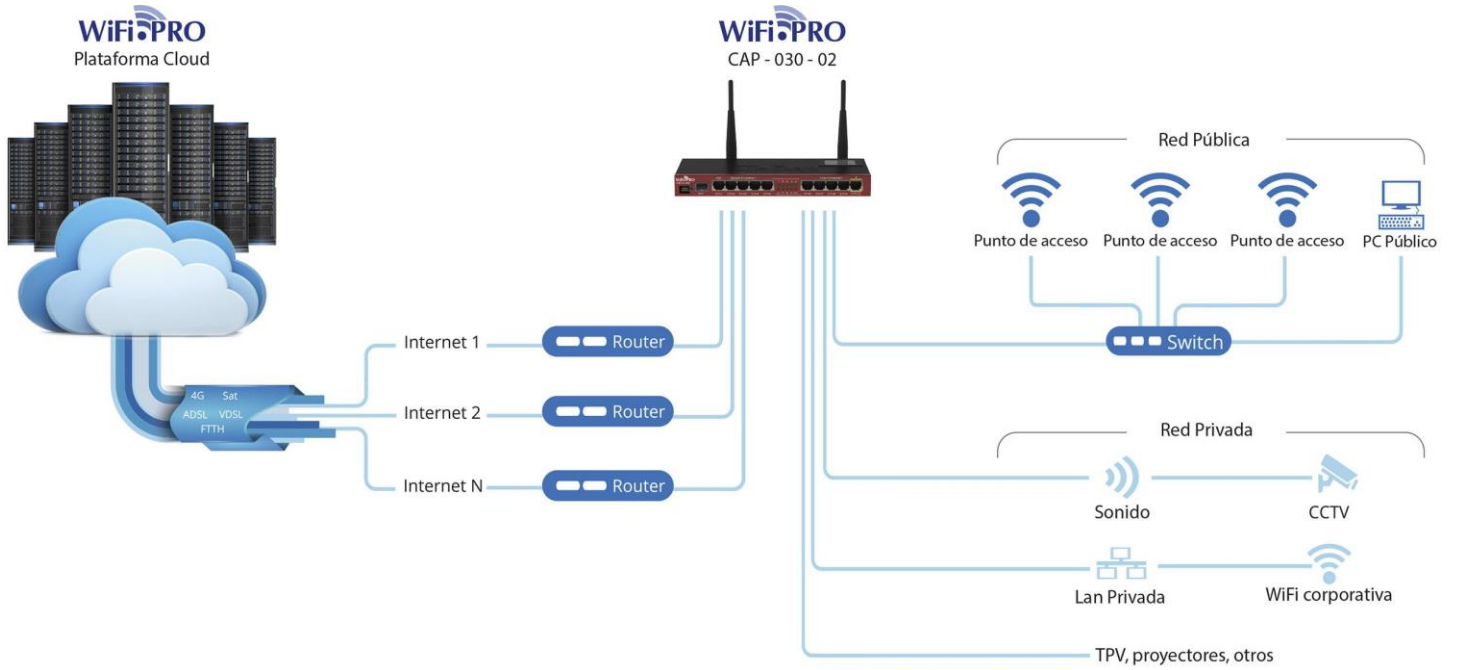 WiFi PRO
Plataforma Cloud
WiFi PRO
CAP - 030 - 02
Red Pública
Punto de acceso
Punto de acceso
Punto de acceso
PC Público
Switch
4G Sat
ADSL VDSL
FTTH
Internet 1
Router
Internet 2
Router
Internet N
Router
Red Privada
Sonido
CCTV
Lan Privada
WiFi corporativa
TPV, proyectores, otros